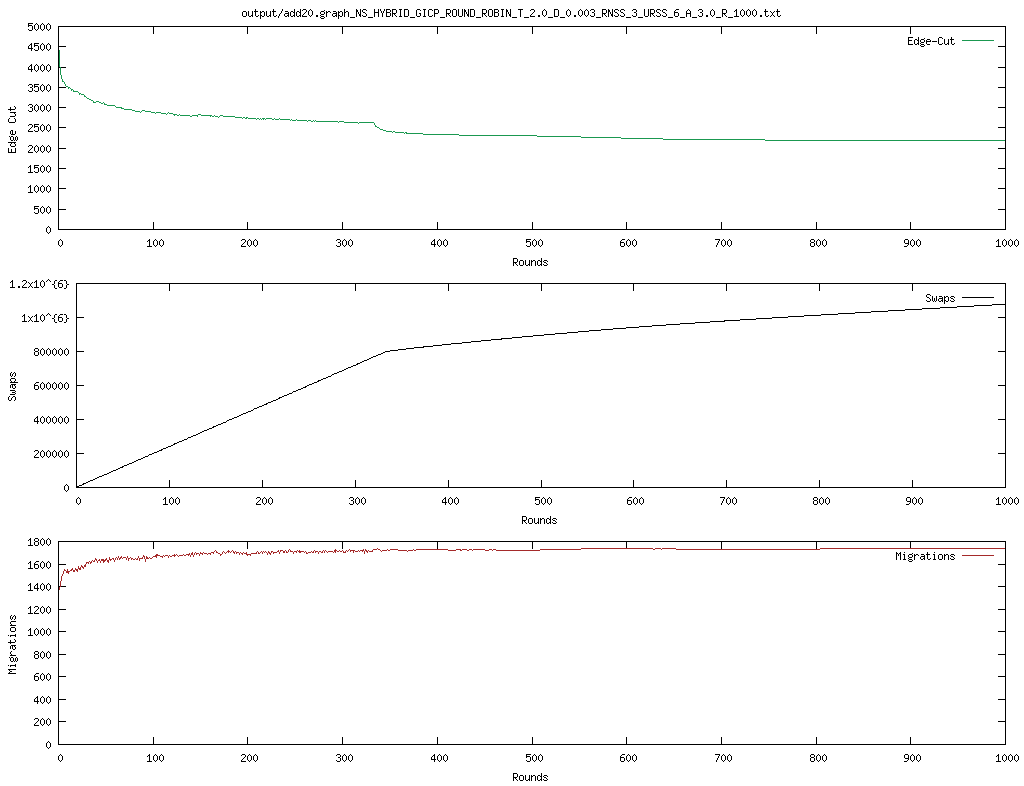 output/add20.graph_NS_HYBRID_GICP_ROUND_ROBIN_T_2.0_D_0.003_RNSS_3_URSS_6_A_3.0_R_1000.txt
5000
4500
4000
3500
3000
2500
2000
1500
1000
500
0
Edge Cut
Edge-Cut
0 100 200 300 400 500 600 700 800 900 1000
Rounds
1.2x10^{6}
1x10^{6}
800000
600000
400000
200000
0
Swaps
Swaps
0 100 200 300 400 500 600 700 800 900 1000
Rounds
1800
1600
1400
1200
1000
800
600
400
200
0
Migrations
Migrations
0 100 200 300 400 500 600 700 800 900 1000
Rounds